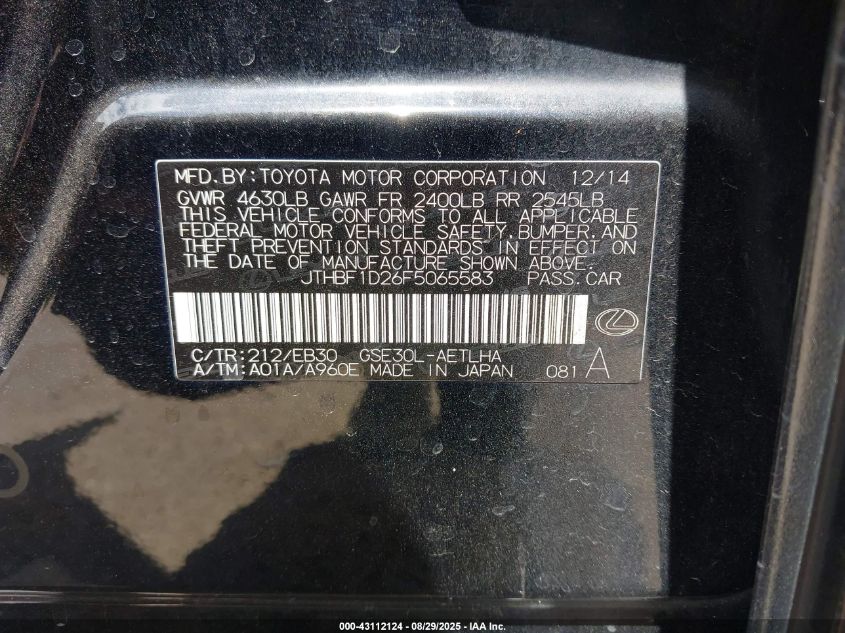 MFD.BY:TOYOTA MOTOR CORPORATION 12/14
GVWR 4630LB GAWR FR 2400LB RR 2545LB
THIS VEHICLE CONFORMS TO ALL APPLICABLE
FEDERAL MOTOR VEHICLE SAFETY,BUMPER,AND
THEFT PREVENTION STANDARDS IN EFFECT ON
THE DATE OF MANUFACTURE SHOWN ABOVE.
JTHBF1D26F5065583 PASS.CAR
C/TR:212/EB30 GSE30L-AETLHA
A/TM:A01A/A960E MADE IN JAPAN 081 A
000-43112124 - 08/29/2025 - IAA Inc.